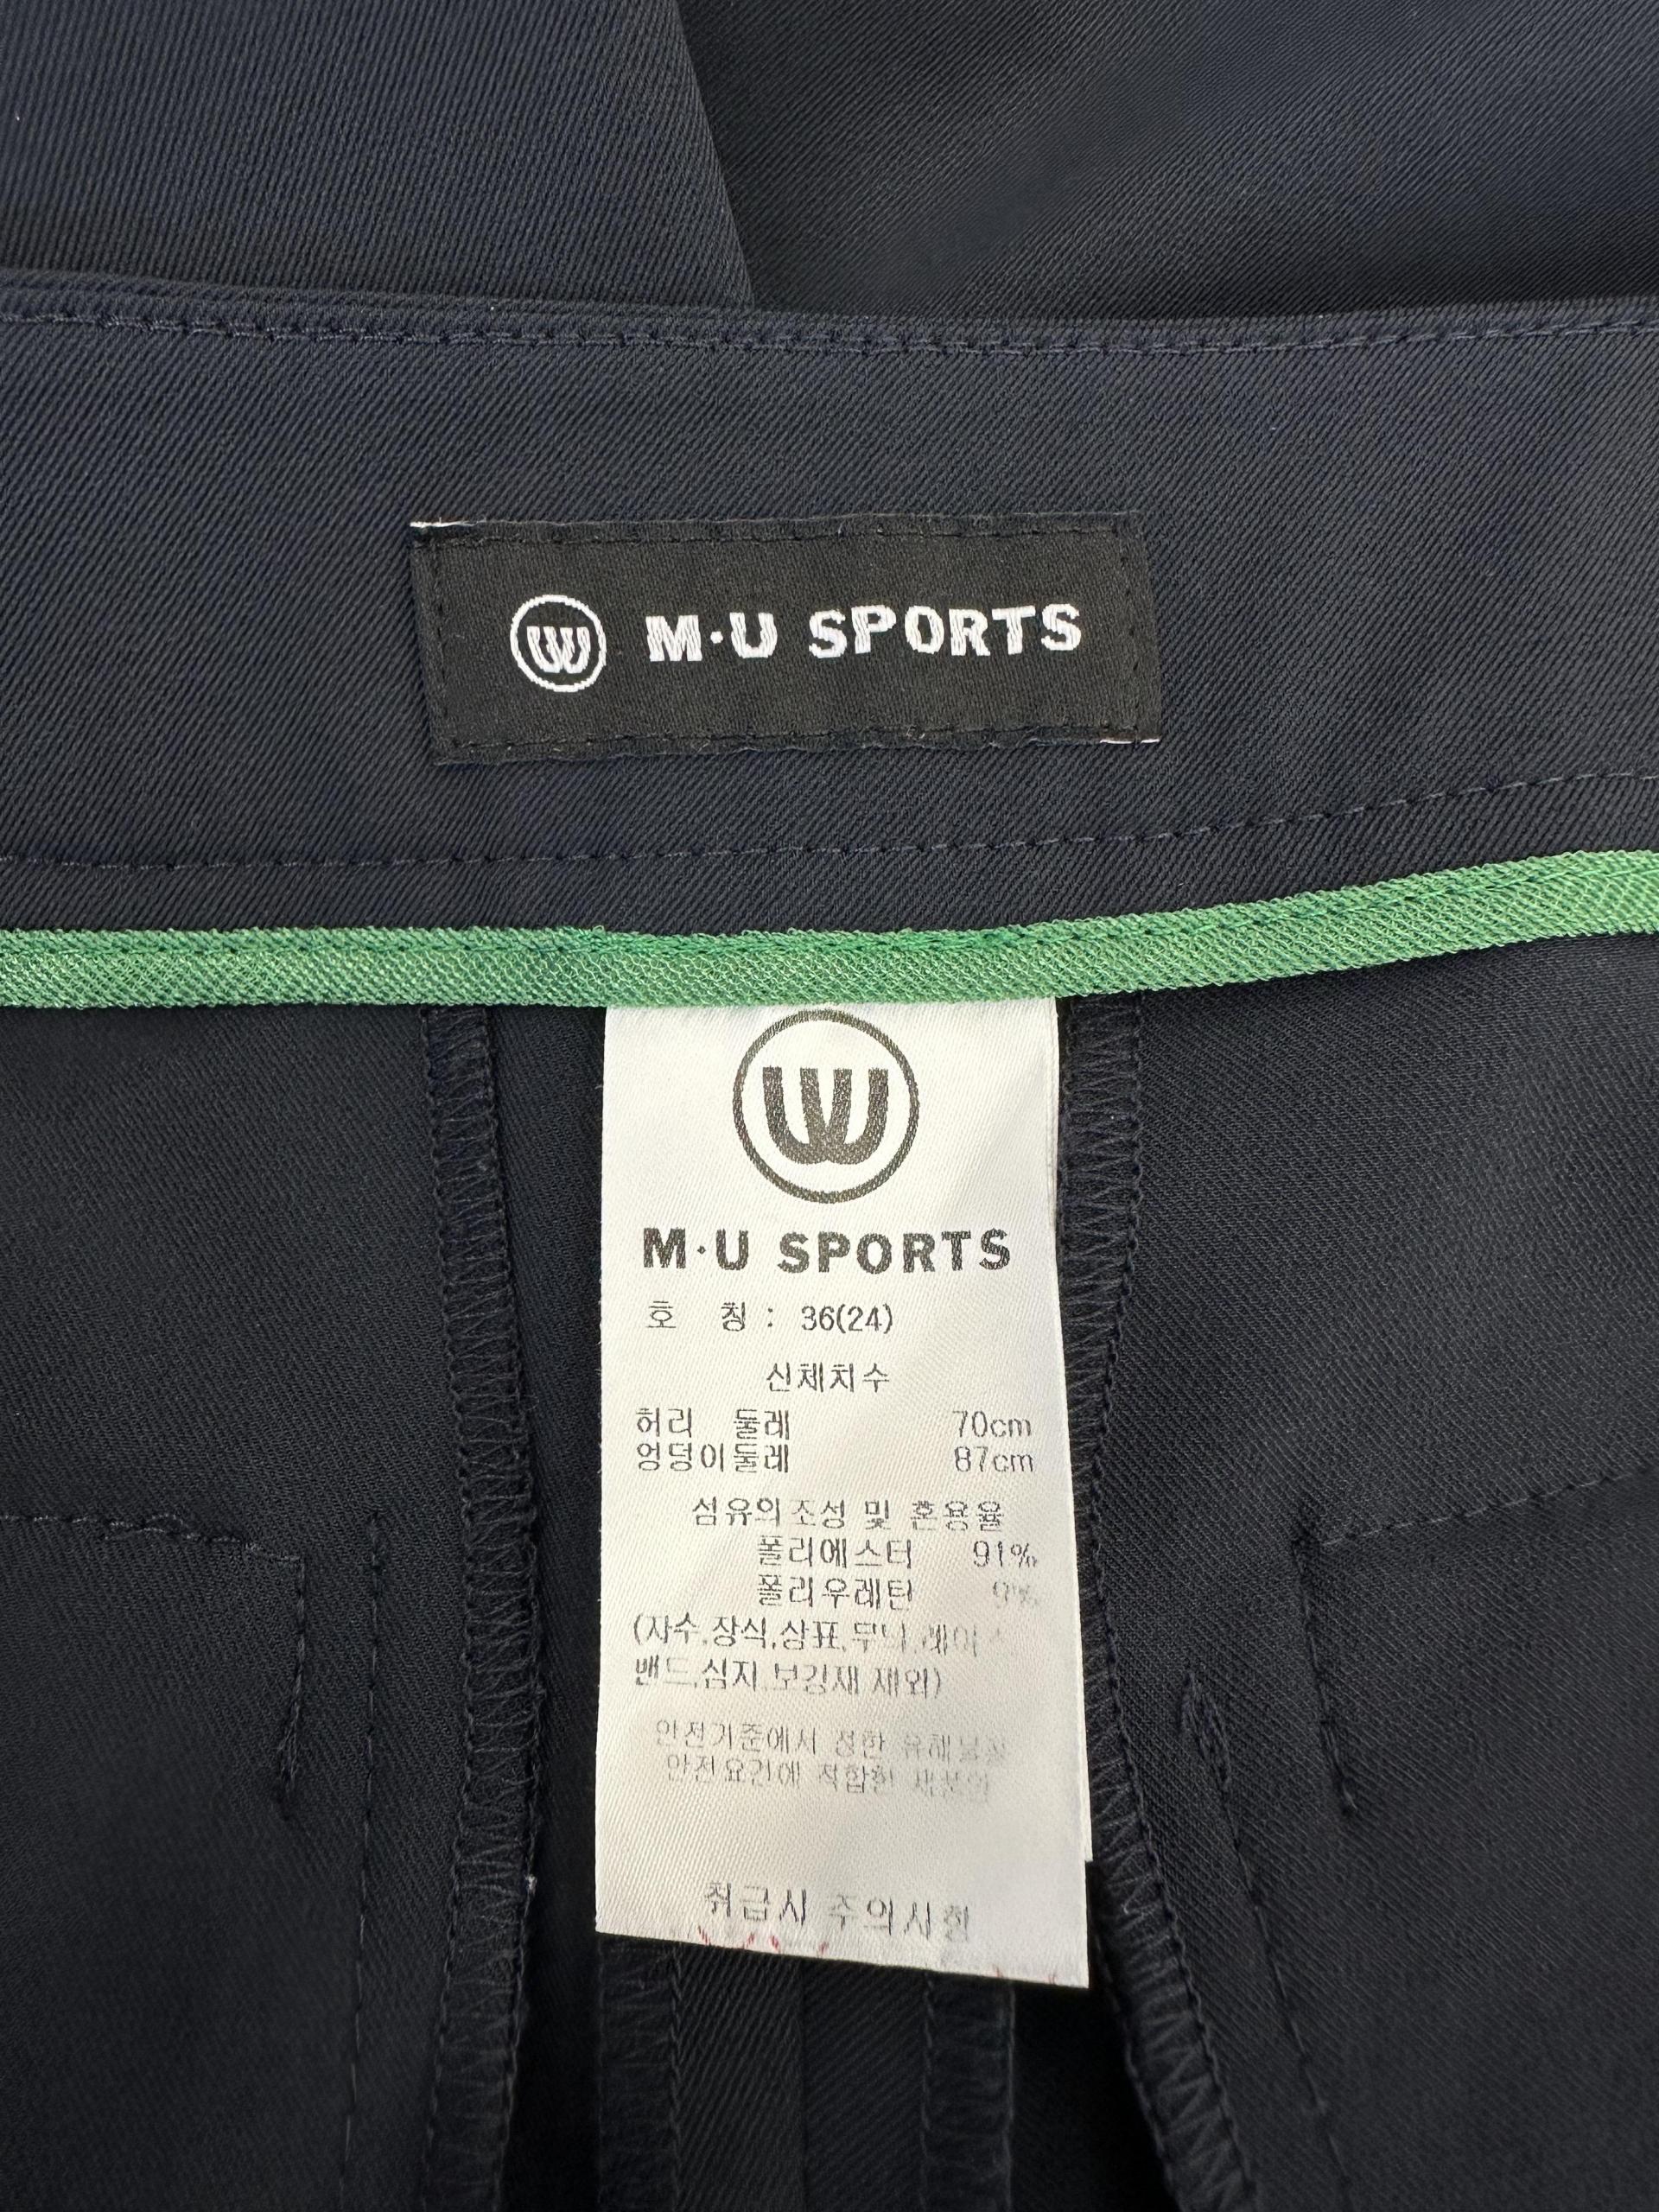 M·U SPORTS
M·U SPORTS
호 칭 : 36(24)
신체치수
허리 둘레 70cm
엉덩이둘레 87cm
섬유의조성 및 혼용율
폴리에스터 91%
폴리우레탄 9%
(자수,장식,상표,무늬,레이스
밴드,심지,보강재 제외)
안전기준에서 정한 유해물질
안전요건에 적합한 제품임
취급시 주의사항